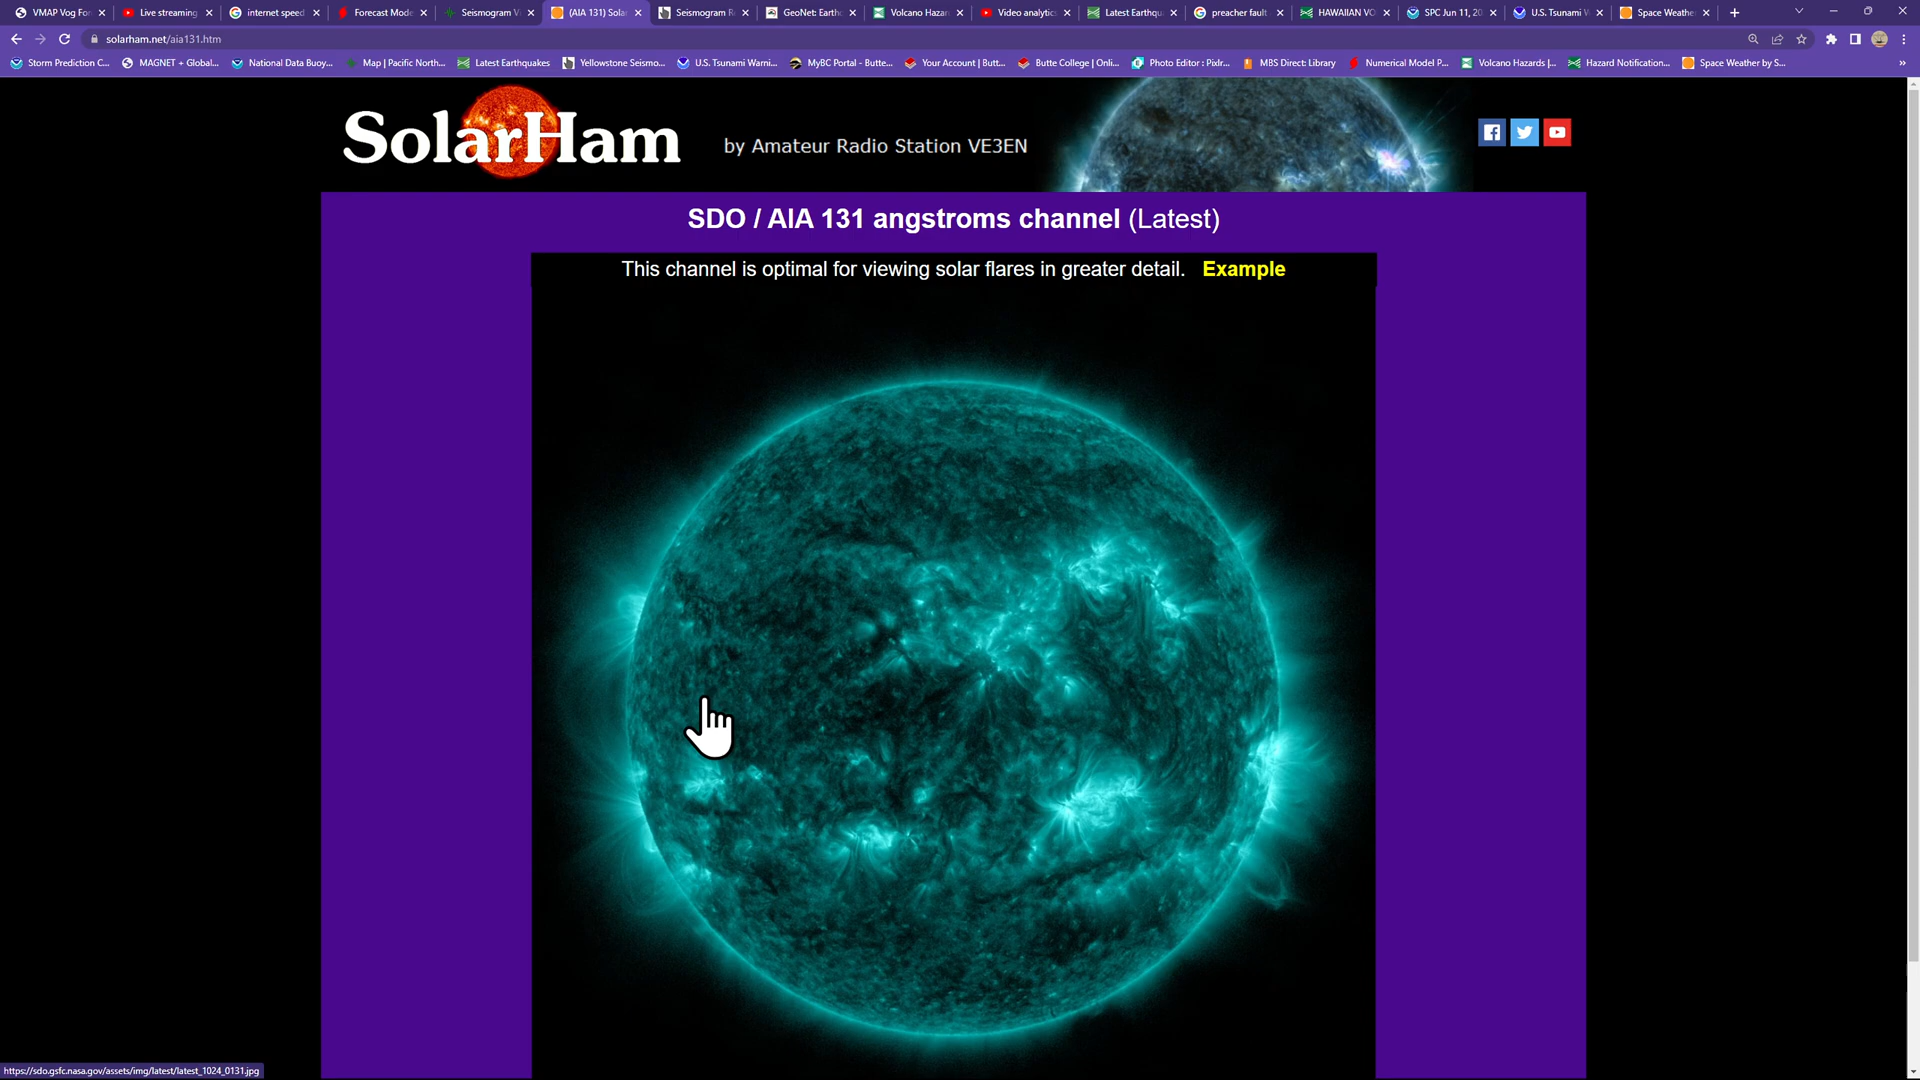 VMAP Vog For
Live streaming
internet speed
Forecast Mode
Seismogram V
(AIA 131) Solar
Seismogram R
GeoNet: Earth
Volcano Hazar
Video analytics
Latest Earthqu
preacher fault
HAWAIIAN VO
SPC Jun 11, 20
U.S. Tsunami W
Space Weather
solarham.net/aia131.htm
Storm Prediction C...
MAGNET + Global...
National Data Buoy...
Map | Pacific North...
Latest Earthquakes
Yellowstone Seismo...
U.S. Tsunami Warni...
MyBC Portal - Butte...
Your Account | Butt...
Butte College | Onli...
Photo Editor : Pixlr...
MBS Direct: Library
Numerical Model P...
Volcano Hazards |...
Hazard Notification...
Space Weather by S...
SolarHam
by Amateur Radio Station VE3EN
SDO / AIA 131 angstroms channel (Latest)
This channel is optimal for viewing solar flares in greater detail. Example
https://sdo.gsfc.nasa.gov/assets/img/latest/latest_1024_0131.jpg